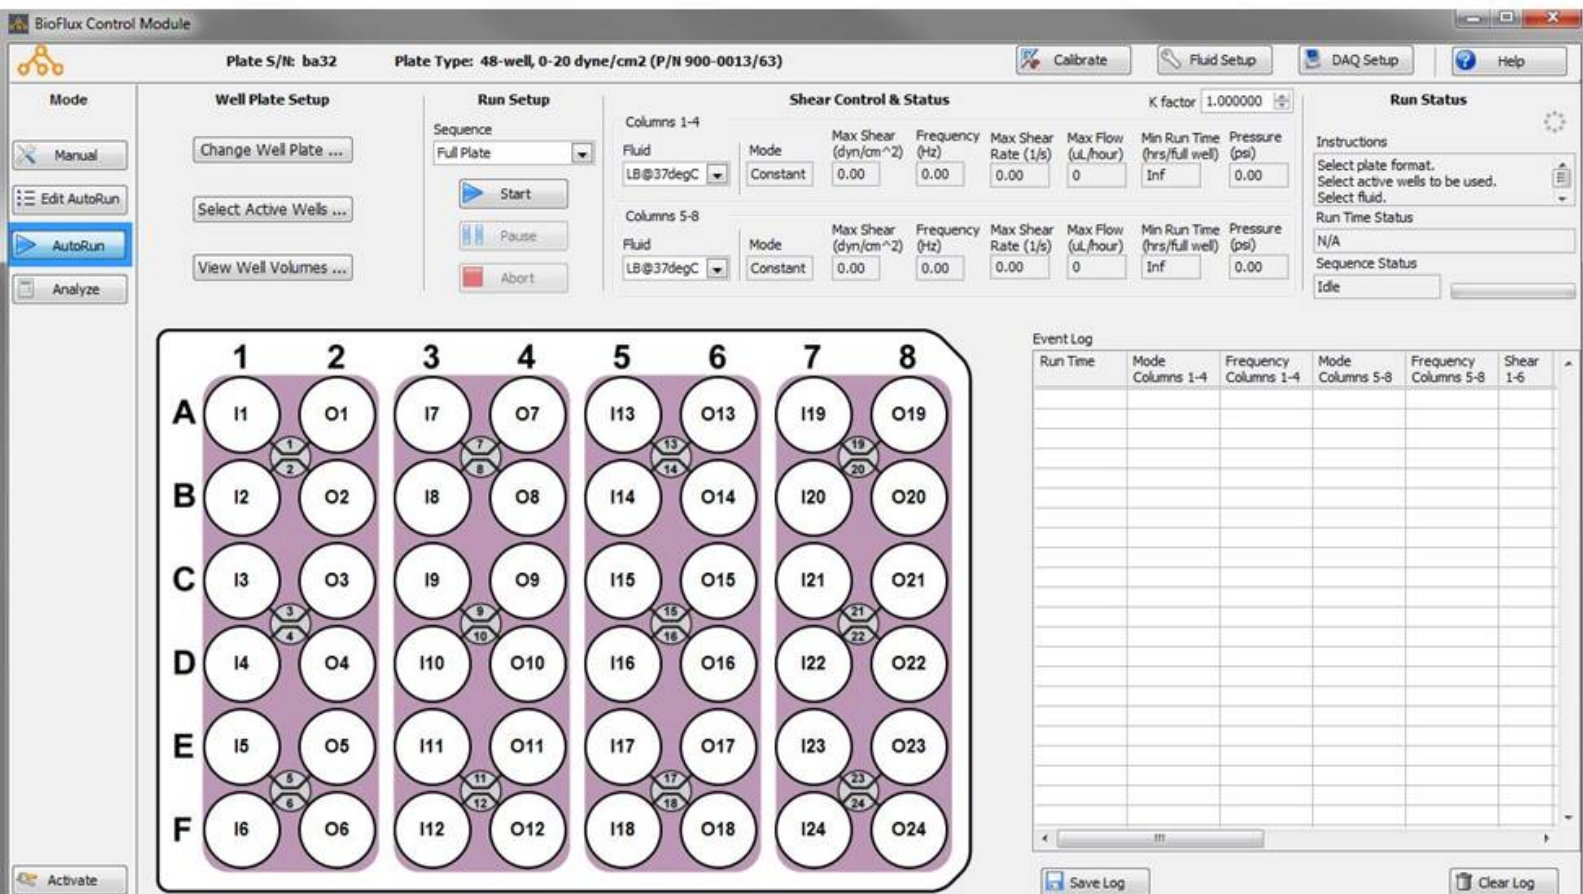 BioFlux Control Module
Plate S/N: ba32 Plate Type: 48-well, 0-20 dyne/cm2 (P/N 900-0013/63) Calibrate Fluid Setup DAQ Setup Help
Mode
Manual
Edit AutoRun
AutoRun
Analyze
Activate
Well Plate Setup
Change Well Plate ...
Select Active Wells ...
View Well Volumes ...
Run Setup
Sequence
Full Plate
Start
Pause
Abort
Shear Control & Status K factor 1.000000
Columns 1-4
Fluid Mode Max Shear (dyn/cm^2) Frequency (Hz) Max Shear Rate (1/s) Max Flow (uL/hour) Min Run Time (hrs/full well) Pressure (psi)
LB@37degC Constant 0.00 0.00 0.00 0 Inf 0.00
Columns 5-8
Fluid Mode Max Shear (dyn/cm^2) Frequency (Hz) Max Shear Rate (1/s) Max Flow (uL/hour) Min Run Time (hrs/full well) Pressure (psi)
LB@37degC Constant 0.00 0.00 0.00 0 Inf 0.00
Run Status
Instructions
Select plate format.
Select active wells to be used.
Select fluid.
Run Time Status
N/A
Sequence Status
Idle
1 2 3 4 5 6 7 8
A I1 O1 I7 O7 I13 O13 I19 O19
1 7 13 19
2 8 14 20
B I2 O2 I8 O8 I14 O14 I20 O20
C I3 O3 I9 O9 I15 O15 I21 O21
3 9 15 21
4 10 16 22
D I4 O4 I10 O10 I16 O16 I22 O22
E I5 O5 I11 O11 I17 O17 I23 O23
5 11 17 23
6 12 18 24
F I6 O6 I12 O12 I18 O18 I24 O24
Event Log
Run Time Mode Columns 1-4 Frequency Columns 1-4 Mode Columns 5-8 Frequency Columns 5-8 Shear 1-6
Save Log Clear Log